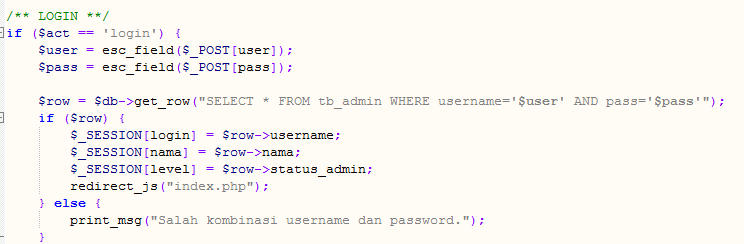 /** LOGIN **/
if ($act == 'login') {
    $user = esc_field($_POST[user]);
    $pass = esc_field($_POST[pass]);

    $row = $db->get_row("SELECT * FROM tb_admin WHERE username='$user' AND pass='$pass'");
    if ($row) {
        $_SESSION[login] = $row->username;
        $_SESSION[nama] = $row->nama;
        $_SESSION[level] = $row->status_admin;
        redirect_js("index.php");
    } else {
        print_msg("Salah kombinasi username dan password.");
    }